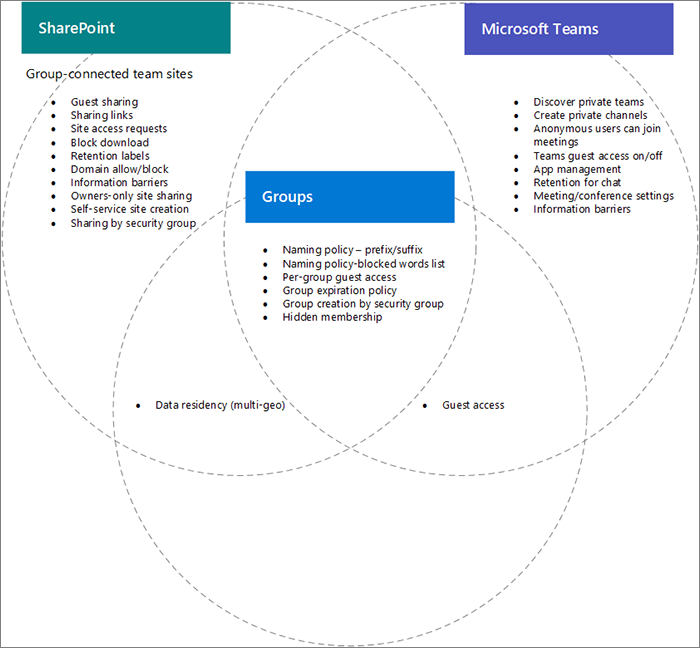 SharePoint
Group-connected team sites
• Guest sharing
• Sharing links
• Site access requests
• Block download
• Retention labels
• Domain allow/block
• Information barriers
• Owners-only site sharing
• Self-service site creation
• Sharing by security group
Microsoft Teams
• Discover private teams
• Create private channels
• Anonymous users can join
meetings
• Teams guest access on/off
• App management
• Retention for chat
• Meeting/conference settings
• Information barriers
Groups
• Naming policy – prefix/suffix
• Naming policy-blocked words list
• Per-group guest access
• Group expiration policy
• Group creation by security group
• Hidden membership
• Data residency (multi-geo)
• Guest access